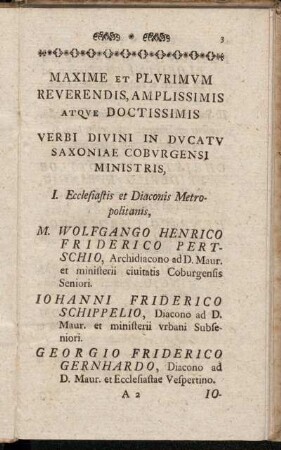 3
MAXIME ET PLVRIMVM
REVERENDIS, AMPLISSIMIS
ATQVE DOCTISSIMIS
VERBI DIVINI IN DVCATV
SAXONIAE COBVRGENSI
MINISTRIS,
I. Ecclesiaſtis et Diaconis Metro-
politanis,
M. WOLFGANGO HENRICO
FRIDERICO PERT-
SCHIO, Archidiacono ad D. Maur.
et miniſterii ciuitatis Coburgenſis
Seniori.
IOHANNI FRIDERICO
SCHIPPELIO, Diacono ad D.
Maur. et miniſterii vrbani Subſe-
niori.
GEORGIO FRIDERICO
GERNHARDO, Diacono ad
D. Maur. et Eccleſiaſtae Veſpertino.
A 2 IO-